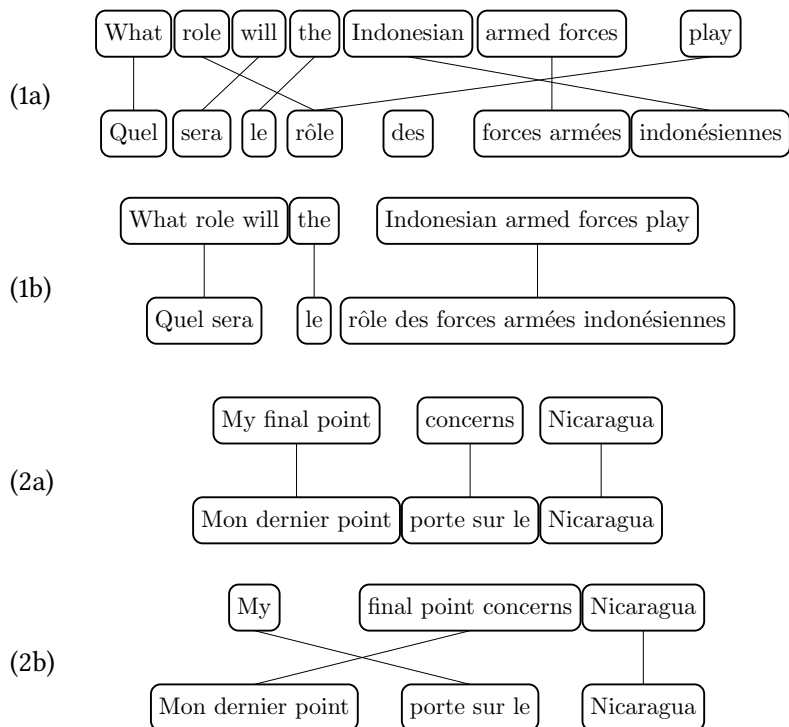 What role will the Indonesian armed forces play
(1a)
Quel sera le rôle des forces armées indonésiennes
What role will the Indonesian armed forces play
(1b)
Quel sera le rôle des forces armées indonésiennes
My final point concerns Nicaragua
(2a)
Mon dernier point porte sur le Nicaragua
My final point concerns Nicaragua
(2b)
Mon dernier point porte sur le Nicaragua